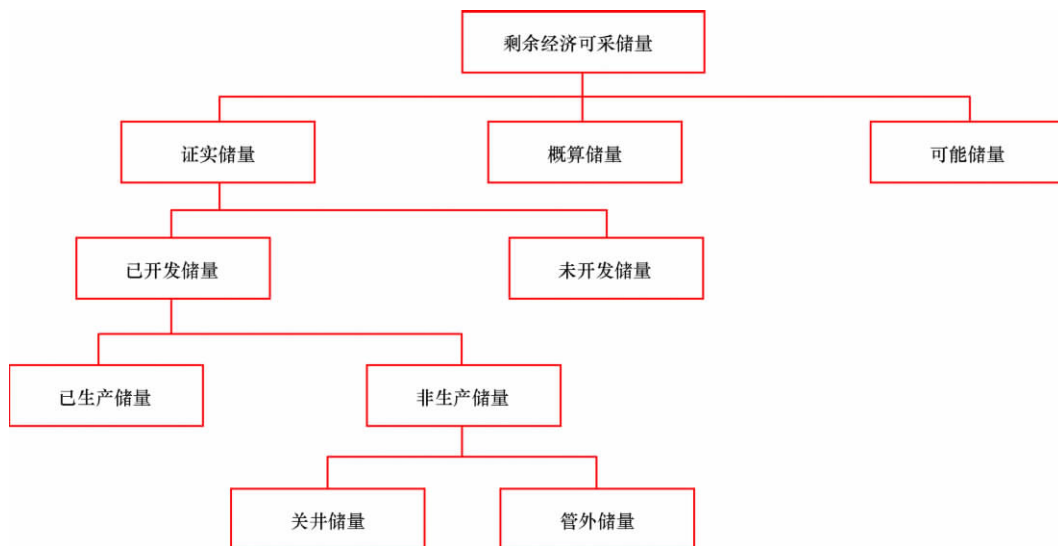 剩余经济可采储量
证实储量
概算储量
可能储量
已开发储量
未开发储量
已生产储量
非生产储量
关井储量
管外储量